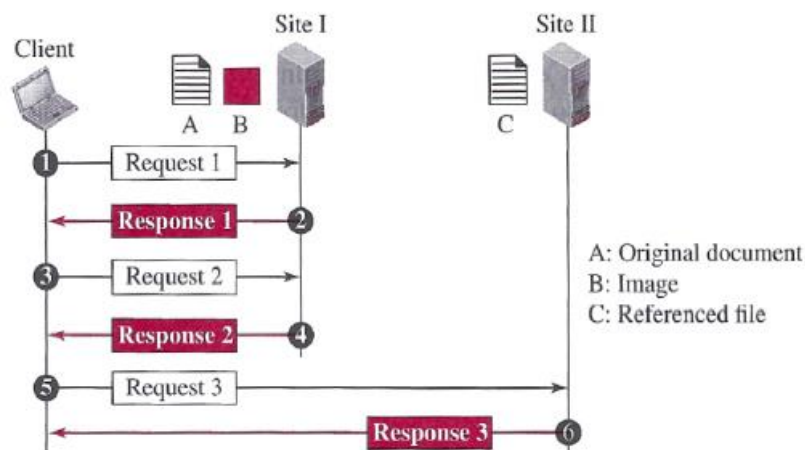 Site I
Site II
Client
A
B
C
1
Request 1
Response 1
2
3
Request 2
Response 2
4
5
Request 3
Response 3
6
A: Original document
B: Image
C: Referenced file